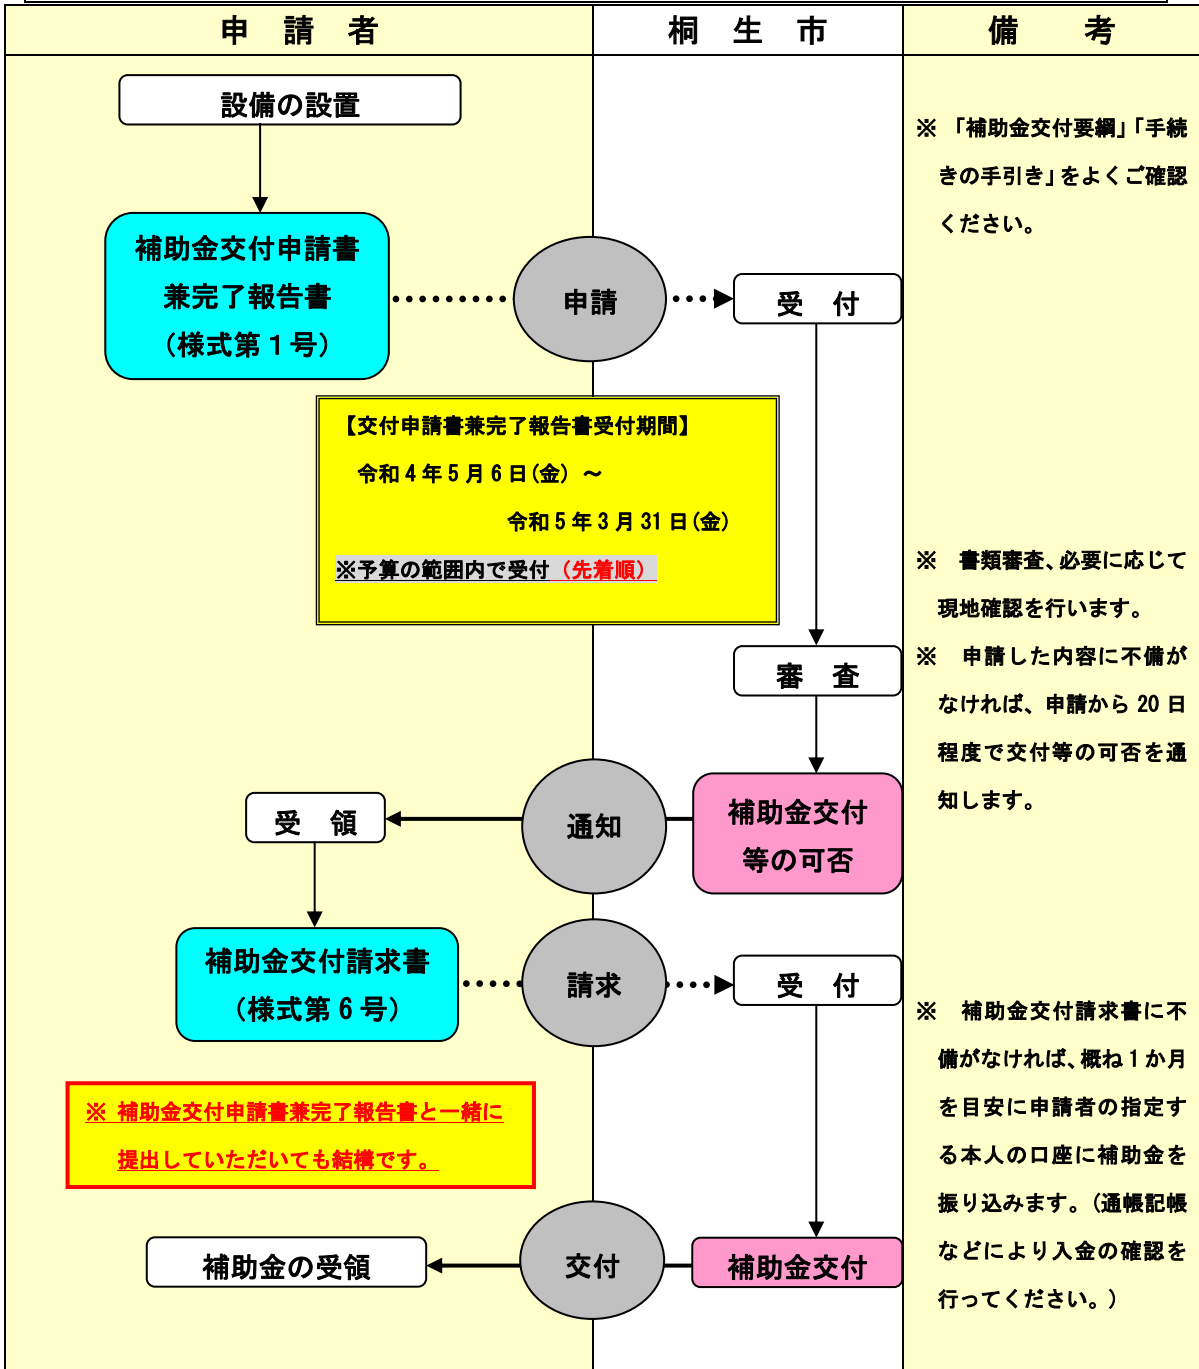 申　請　者
桐　生　市
備　　考
設備の設置
※ 「補助金交付要綱」「手続
きの手引き」をよくご確認
ください。
補助金交付申請書
兼完了報告書
（様式第１号）
申請
受　付
【交付申請書兼完了報告書受付期間】
令和４年５月６日(金) ～
令和５年３月31日(金)
※予算の範囲内で受付（先着順）
※　書類審査、必要に応じて
現地確認を行います。
審　査
※　申請した内容に不備が
なければ、申請から 20 日
程度で交付等の可否を通
知します。
補助金交付
等の可否
通知
受　領
補助金交付請求書
（様式第６号）
請求
受　付
※　補助金交付請求書に不
備がなければ、概ね１か月
を目安に申請者の指定す
る本人の口座に補助金を
振り込みます。（通帳記帳
などにより入金の確認を
行ってください。）
※ 補助金交付申請書兼完了報告書と一緒に
提出していただいても結構です。
補助金交付
交付
補助金の受領